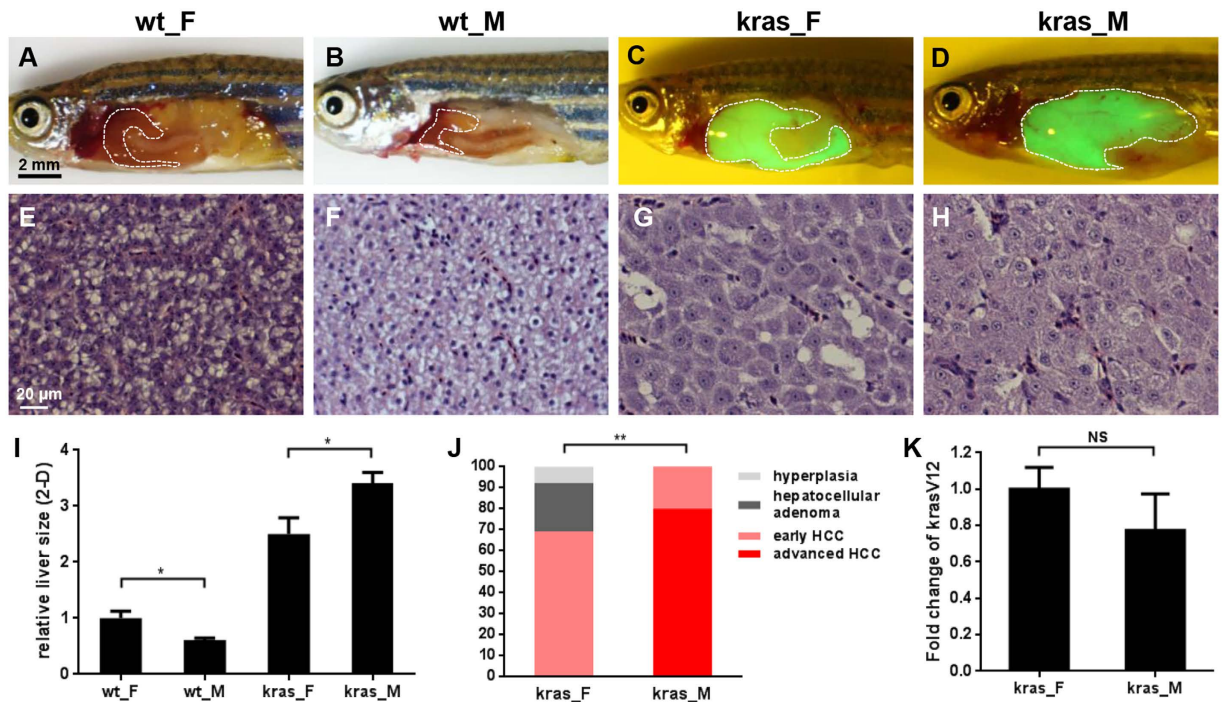 wt_F wt_M kras_F kras_M
A B C D
2 mm
E F G H
20 µm
I
relative liver size (2-D)
4
3
2
1
0
*
*
wt_F wt_M kras_F kras_M
J
**
100
90
80
70
60
50
40
30
20
10
0
kras_F kras_M
hyperplasia
hepatocellular
adenoma
early HCC
advanced HCC
K
Fold change of krasV12
NS
1.2
1.0
0.8
0.6
0.4
0.2
0.0
kras_F kras_M